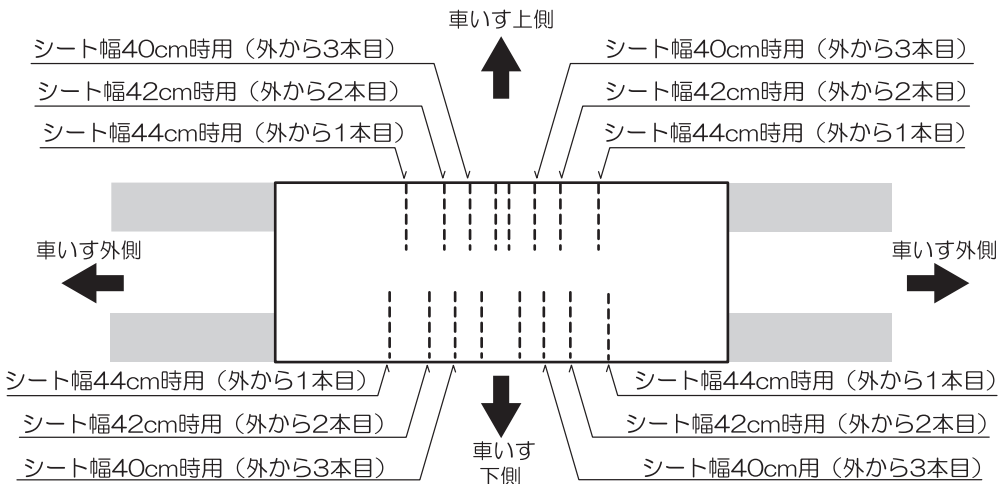 車いす上側
シート幅40cm時用（外から3本目）
シート幅40cm時用（外から3本目）
シート幅42cm時用（外から2本目）
シート幅42cm時用（外から2本目）
シート幅44cm時用（外から1本目）
シート幅44cm時用（外から1本目）
車いす外側
車いす外側
シート幅44cm時用（外から1本目）
シート幅44cm時用（外から1本目）
シート幅42cm時用（外から2本目）
シート幅42cm時用（外から2本目）
車いす
下側
シート幅40cm時用（外から3本目）
シート幅40cm用（外から3本目）